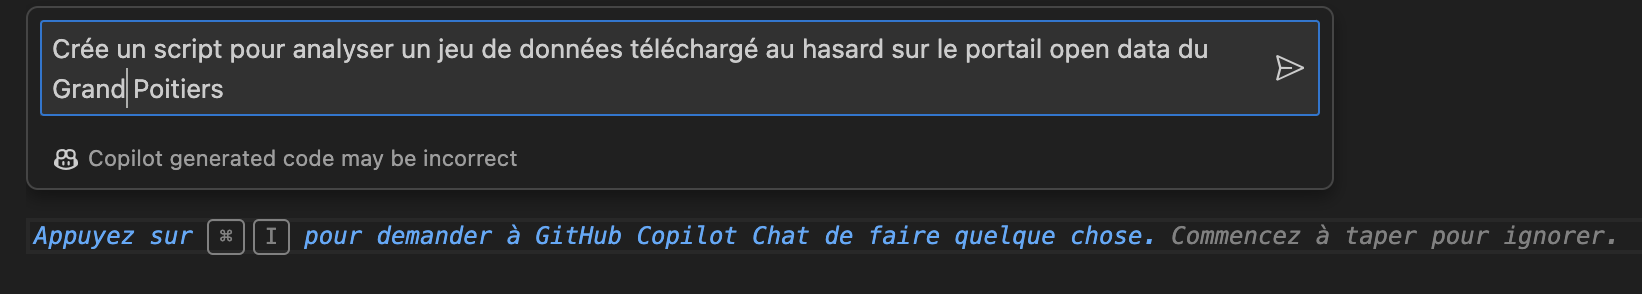 Crée un script pour analyser un jeu de données téléchargé au hasard sur le portail open data du
Grand Poitiers
Copilot generated code may be incorrect
Appuyez sur ⌘ I pour demander à GitHub Copilot Chat de faire quelque chose. Commencez à taper pour ignorer.